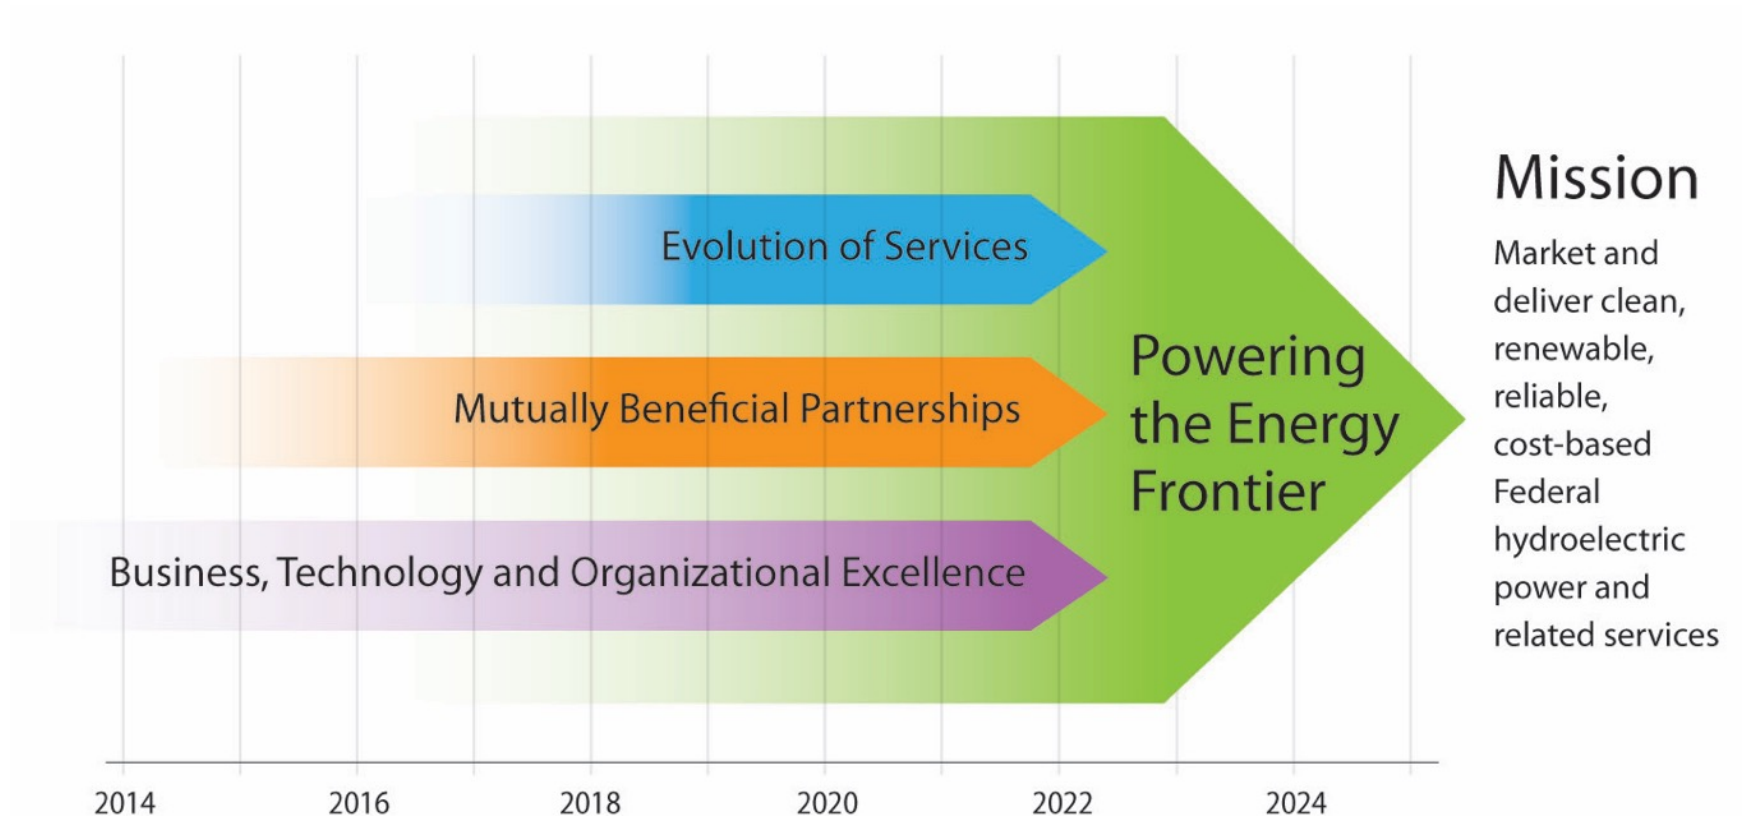 Evolution of Services
Mutually Beneficial Partnerships
Business, Technology and Organizational Excellence
Powering
the Energy
Frontier
Mission
Market and
deliver clean,
renewable,
reliable,
cost-based
Federal
hydroelectric
power and
related services
2014 2016 2018 2020 2022 2024